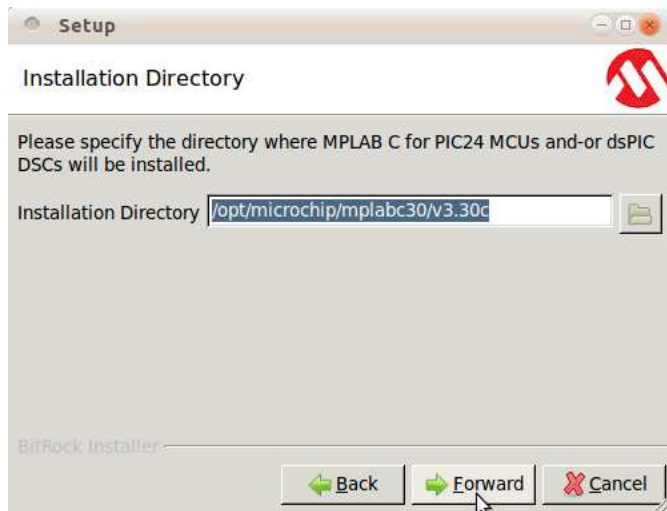 Setup
Installation Directory
Please specify the directory where MPLAB C for PIC24 MCUs and-or dsPIC
DSCs will be installed.
Installation Directory /opt/microchip/mplabc30/v3.30c
BitRock Installer
Back Forward Cancel